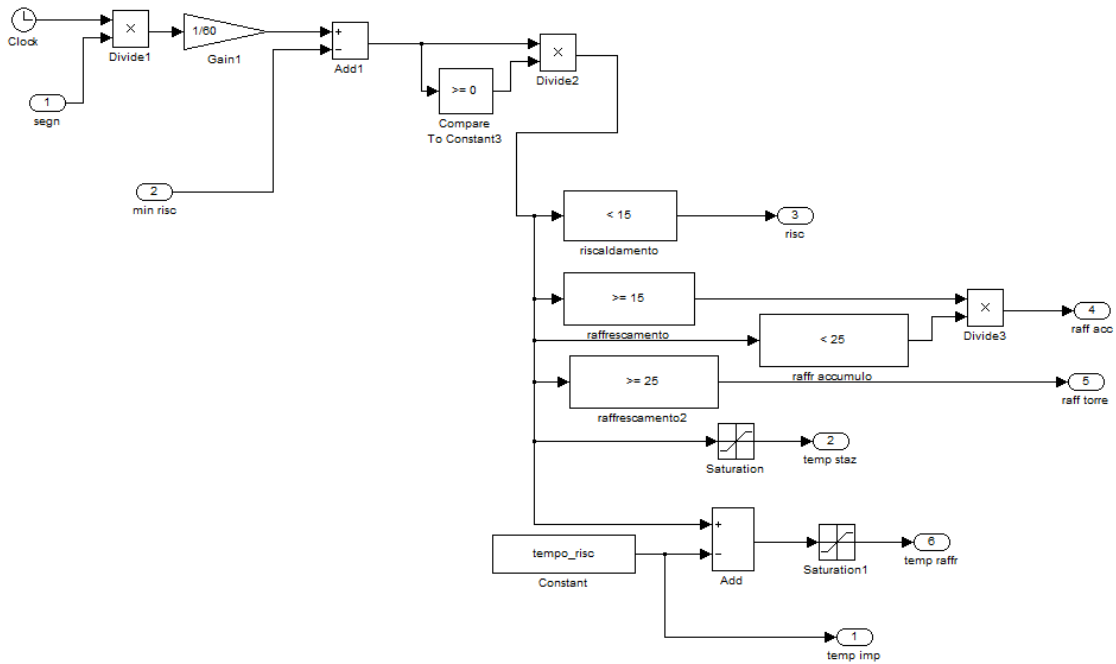 Clock
×
Divide1
1/60
Gain1
+
−
Add1
1
segn
2
min risc
>= 0
Compare
To Constant3
×
Divide2
< 15
riscaldamento
3
risc
>= 15
raffrescamento
< 25
raffr accumulo
×
Divide3
4
raff acc
>= 25
raffrescamento2
5
raff torre
Saturation
2
temp staz
tempo_risc
Constant
+
−
Add
Saturation1
6
temp raffr
1
temp imp